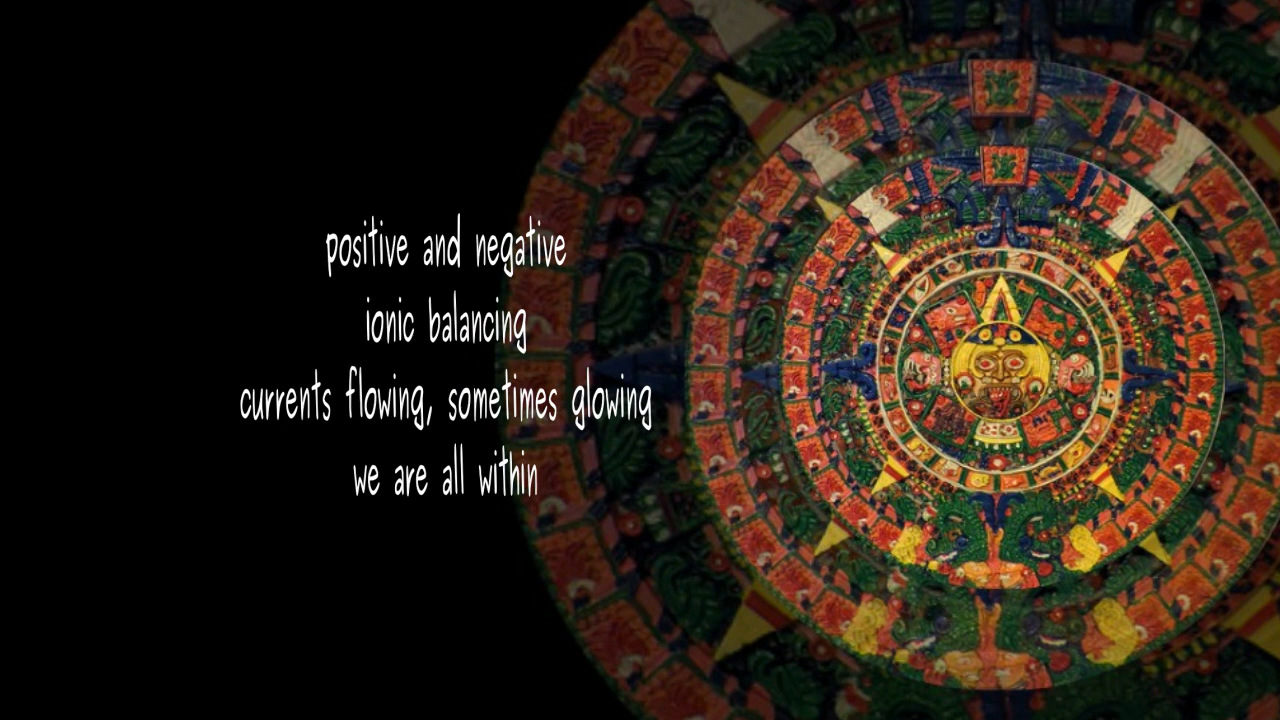 positive and negative
ionic balancing
currents flowing, sometimes glowing
we are all within